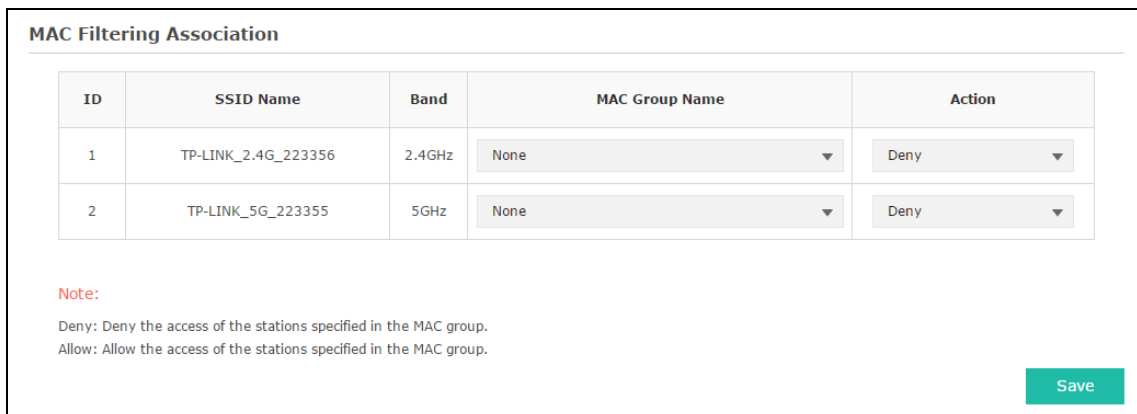 MAC Filtering Association
ID SSID Name Band MAC Group Name Action
1 TP-LINK_2.4G_223356 2.4GHz None Deny
2 TP-LINK_5G_223355 5GHz None Deny
Note:
Deny: Deny the access of the stations specified in the MAC group.
Allow: Allow the access of the stations specified in the MAC group.
Save